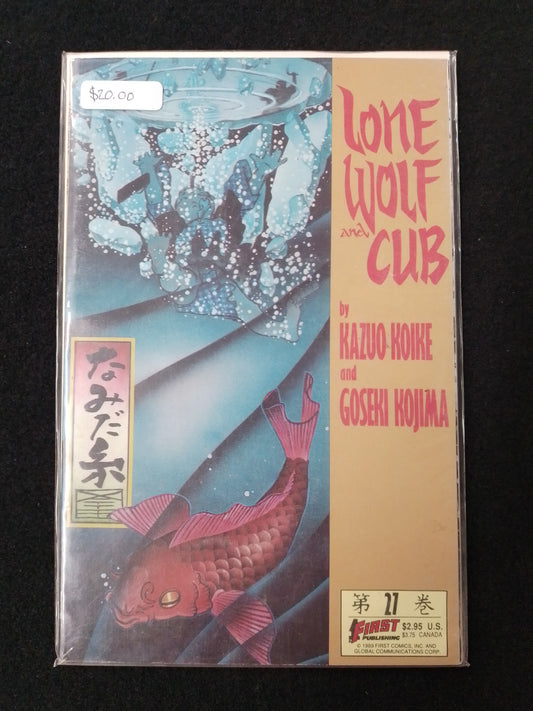 $20.00
LONE
WOLF
and
CUB
by
KAZUO KOIKE
and
GOSEKI KOJIMA
なみだ糸
第 27 巻
FIRST
PUBLISHING
$2.95 U.S.
$3.75 CANADA
© 1989 FIRST COMICS, INC. AND
GLOBAL COMMUNICATIONS CORP.